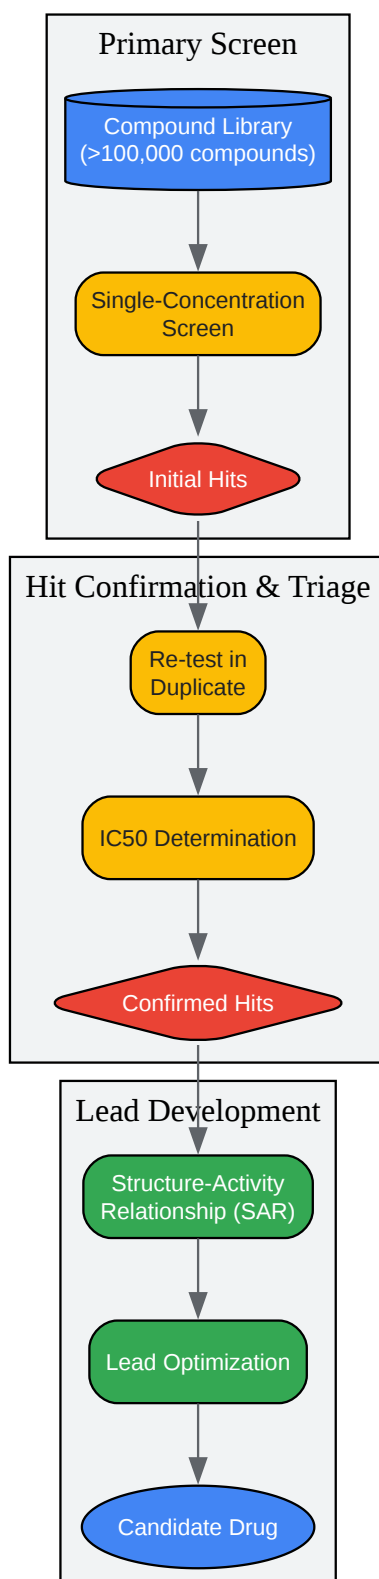 Primary Screen
Compound Library
(>100,000 compounds)
Single-Concentration
Screen
Initial Hits
Hit Confirmation & Triage
Re-test in
Duplicate
IC50 Determination
Confirmed Hits
Lead Development
Structure-Activity
Relationship (SAR)
Lead Optimization
Candidate Drug